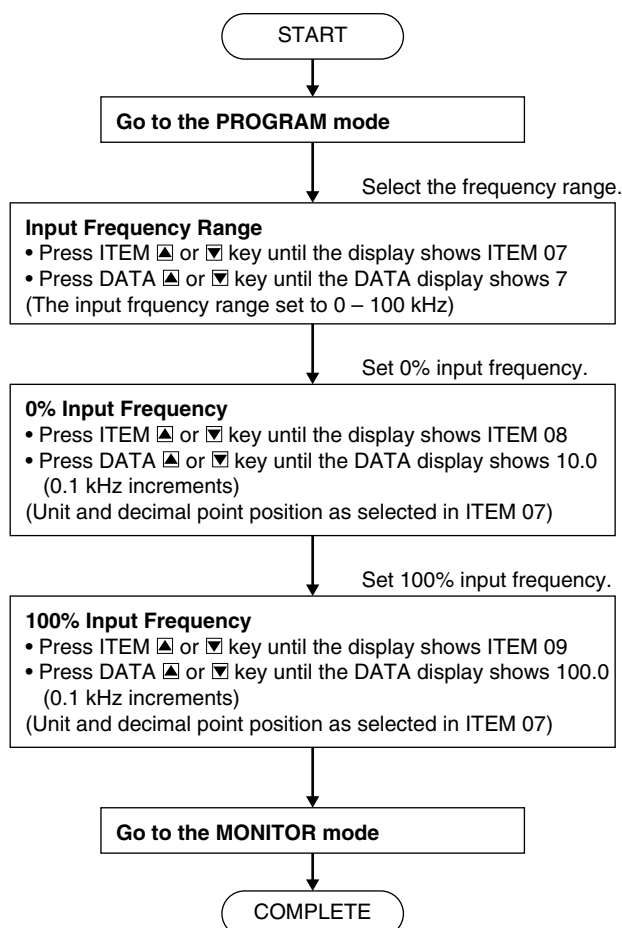 START
Go to the PROGRAM mode
Select the frequency range.
Input Frequency Range
• Press ITEM ▲ or ▼ key until the display shows ITEM 07
• Press DATA ▲ or ▼ key until the DATA display shows 7
(The input frquency range set to 0 – 100 kHz)
Set 0% input frequency.
0% Input Frequency
• Press ITEM ▲ or ▼ key until the display shows ITEM 08
• Press DATA ▲ or ▼ key until the DATA display shows 10.0
(0.1 kHz increments)
(Unit and decimal point position as selected in ITEM 07)
Set 100% input frequency.
100% Input Frequency
• Press ITEM ▲ or ▼ key until the display shows ITEM 09
• Press DATA ▲ or ▼ key until the DATA display shows 100.0
(0.1 kHz increments)
(Unit and decimal point position as selected in ITEM 07)
Go to the MONITOR mode
COMPLETE